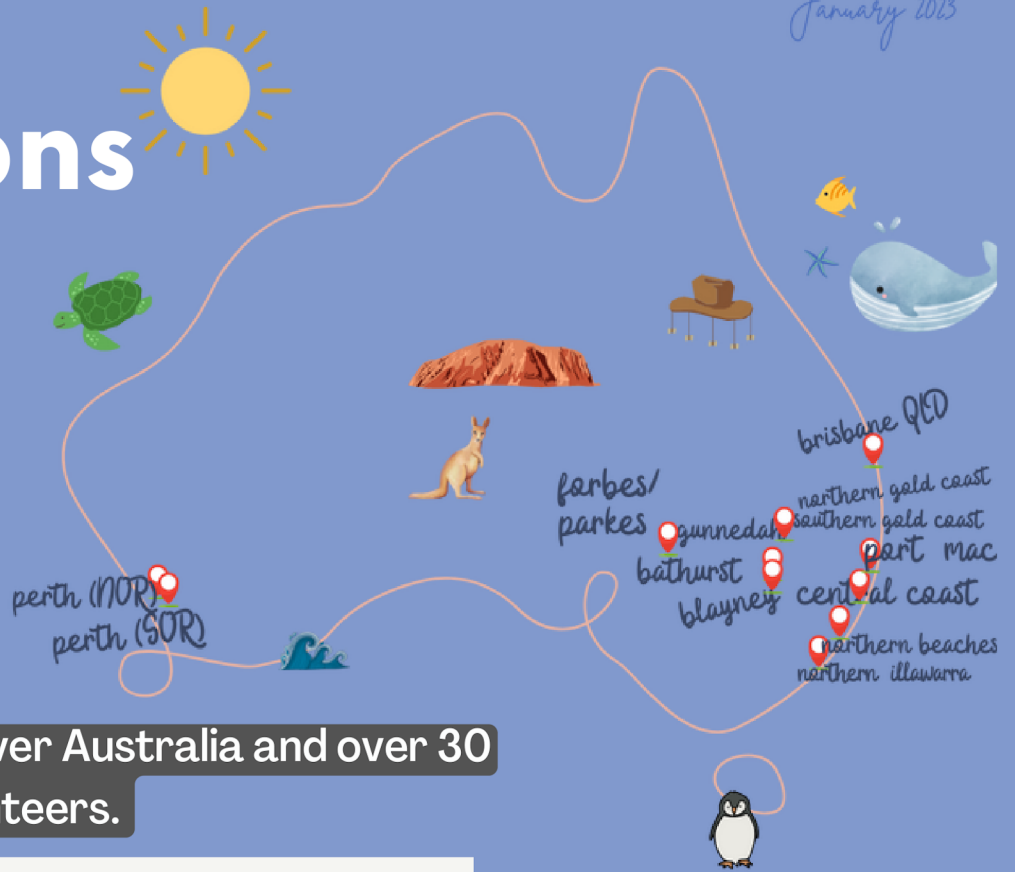 January 2023
ons
brisbane QLD
northern gold coast
southern gold coast
forbes/
parkes
gunnedah
port mac
bathurst
blayney
central coast
northern beaches
northern illawarra
perth (NOR)
perth (SOR)
ver Australia and over 30
teers.